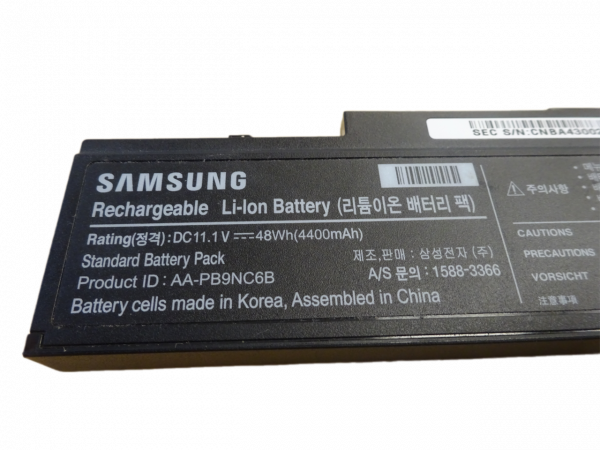 SEC S/N:CNBA43002
SAMSUNG
Rechargeable Li-Ion Battery (리튬이온 배터리 팩)
Rating(정격):DC11.1V⎓48Wh(4400mAh)
Standard Battery Pack
제조,판매 : 삼성전자 (주)
Product ID: AA-PB9NC6B
A/S 문의 : 1588-3366
Battery cells made in Korea, Assembled in China
주의사항
CAUTIONS
PRECAUTIONS
VORSICHT
注意事項